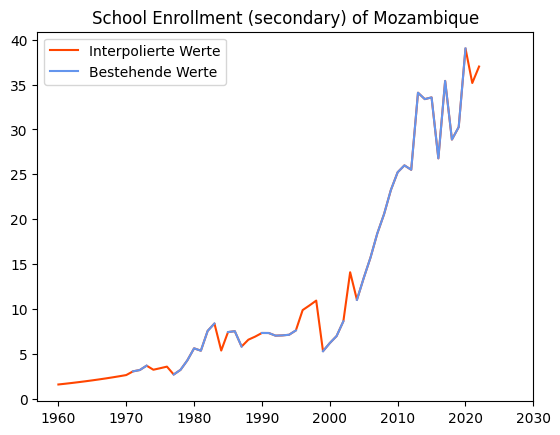 School Enrollment (secondary) of Mozambique
Interpolierte Werte
Bestehende Werte
40
35
30
25
20
15
10
5
0
1960 1970 1980 1990 2000 2010 2020 2030